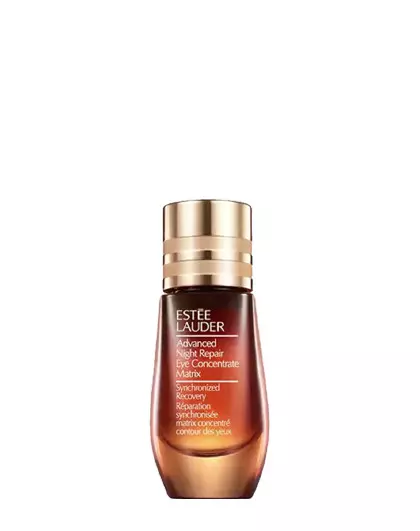 ESTĒE
LAUDER
Advanced
Night Repair
Eye Concentrate
Matrix
Synchronized
Recovery
Réparation
synchronisée
matrix concentré
contour des yeux